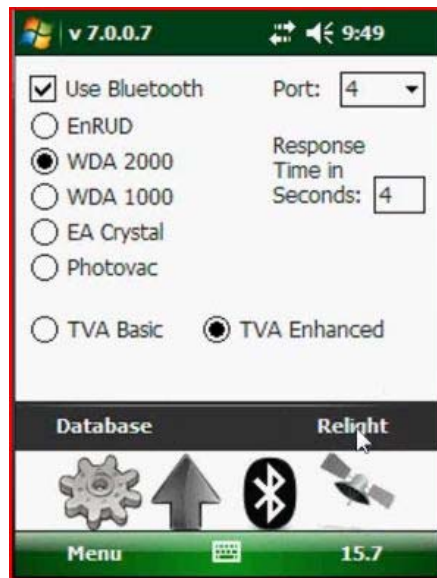 v 7.0.0.7 9:49
Use Bluetooth Port: 4
EnRUD
WDA 2000 Response
Time in
WDA 1000 Seconds: 4
EA Crystal
Photovac
TVA Basic TVA Enhanced
Database Relight
Menu 15.7